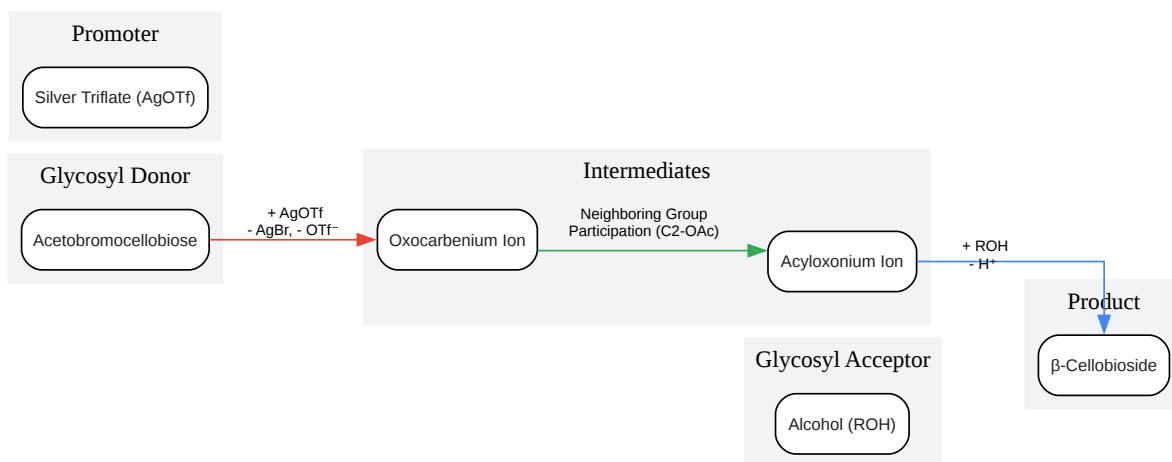 Promoter
Silver Triflate (AgOTf)
Glycosyl Donor
Acetobromocellobiose
+ AgOTf
- AgBr, - OTf⁻
Intermediates
Oxocarbenium Ion
Neighboring Group
Participation (C2-OAc)
Acyloxonium Ion
+ ROH
- H⁺
Product
β-Cellobioside
Glycosyl Acceptor
Alcohol (ROH)